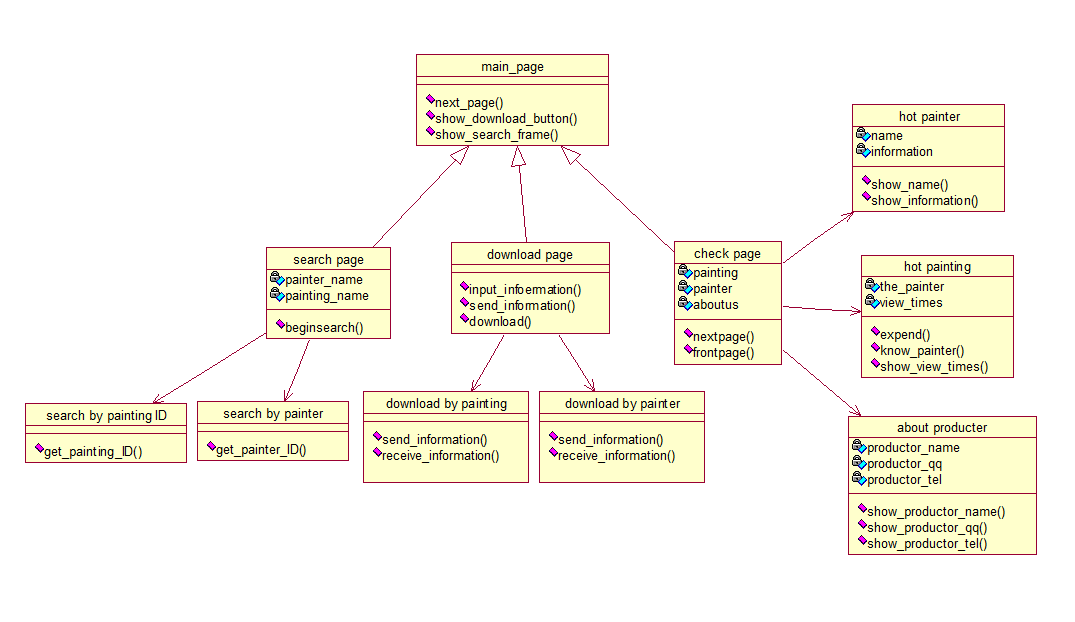 main_page
next_page()
show_download_button()
show_search_frame()
hot painter
name
information
show_name()
show_information()
search page
painter_name
painting_name
beginsearch()
download page
input_infoermation()
send_information()
download()
check page
painting
painter
aboutus
nextpage()
frontpage()
hot painting
the_painter
view_times
expend()
know_painter()
show_view_times()
search by painting ID
get_painting_ID()
search by painter
get_painter_ID()
download by painting
send_information()
receive_information()
download by painter
send_information()
receive_information()
about producter
productor_name
productor_qq
productor_tel
show_productor_name()
show_productor_qq()
show_productor_tel()